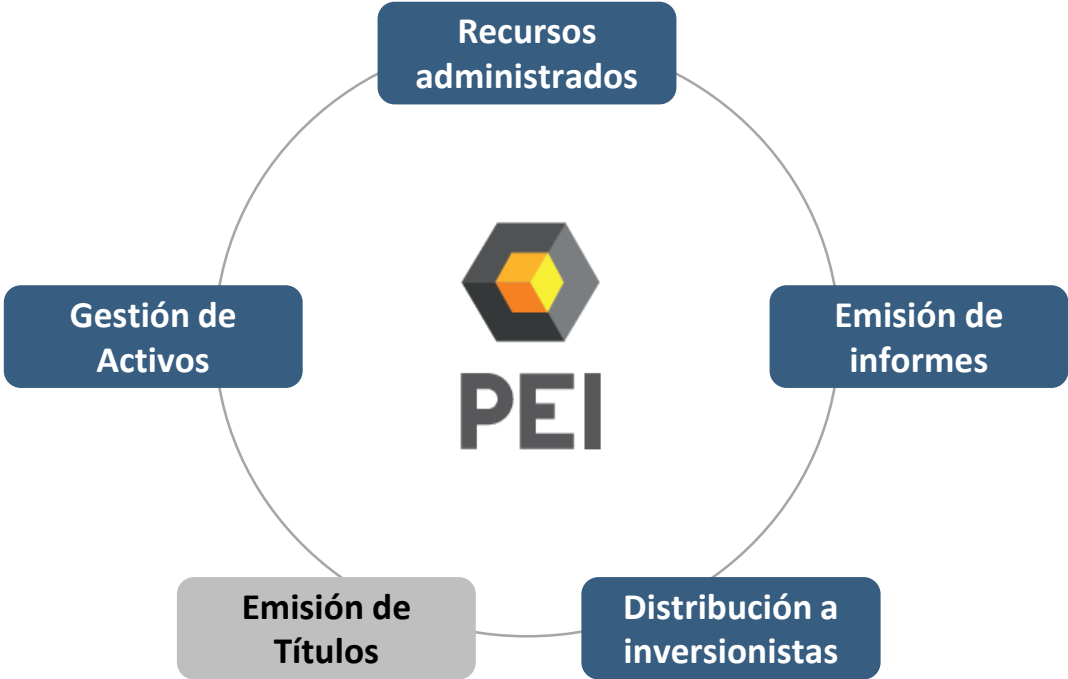 Recursos
administrados
Gestión de
Activos
Emisión de
informes
PEI
Emisión de
Títulos
Distribución a
inversionistas